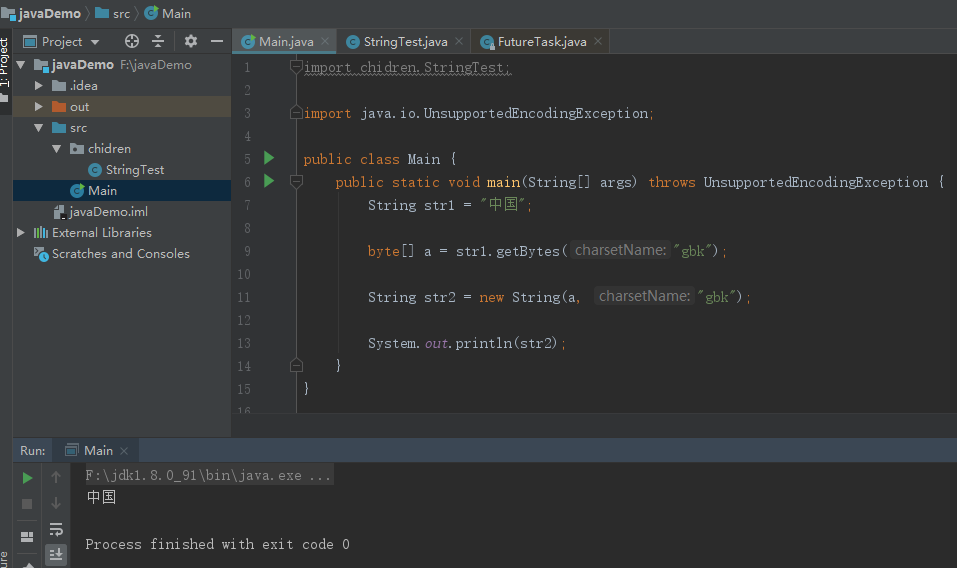 javaDemo src Main
1: Project
Project
Main.java StringTest.java FutureTask.java
javaDemo F:\javaDemo
.idea
out
src
chidren
StringTest
Main
javaDemo.iml
External Libraries
Scratches and Consoles
1 import chidren.StringTest;
2
3 import java.io.UnsupportedEncodingException;
4
5 public class Main {
6 public static void main(String[] args) throws UnsupportedEncodingException {
7 String str1 = "中国";
8
9 byte[] a = str1.getBytes( charsetName: "gbk");
10
11 String str2 = new String(a, charsetName: "gbk");
12
13 System.out.println(str2);
14 }
15 }
16
Run: Main
F:\jdk1.8.0_91\bin\java.exe ...
中国
Process finished with exit code 0